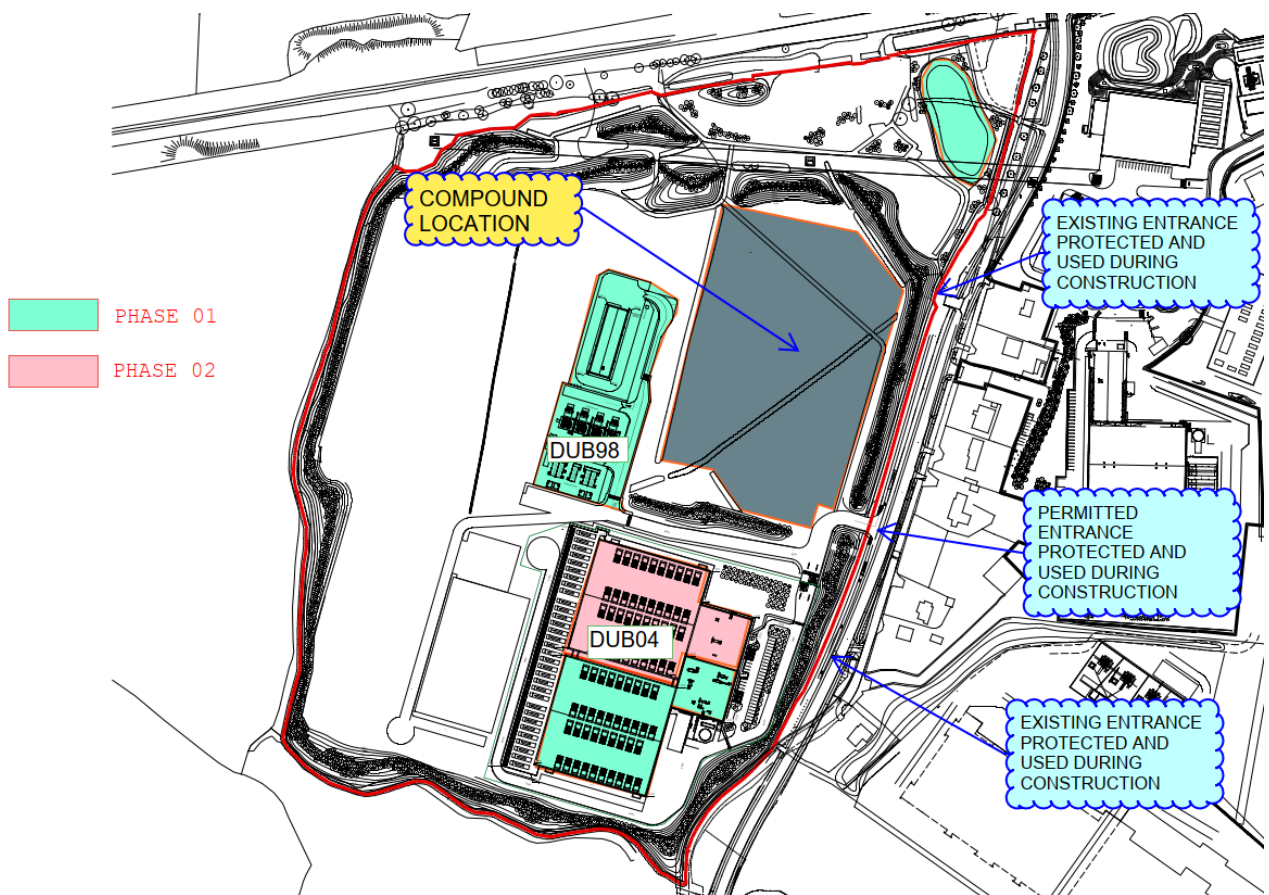 COMPOUND
LOCATION
EXISTING ENTRANCE
PROTECTED AND
USED DURING
CONSTRUCTION
PHASE 01
PHASE 02
DUB98
PERMITTED
ENTRANCE
PROTECTED AND
USED DURING
CONSTRUCTION
DUB04
EXISTING ENTRANCE
PROTECTED AND
USED DURING
CONSTRUCTION